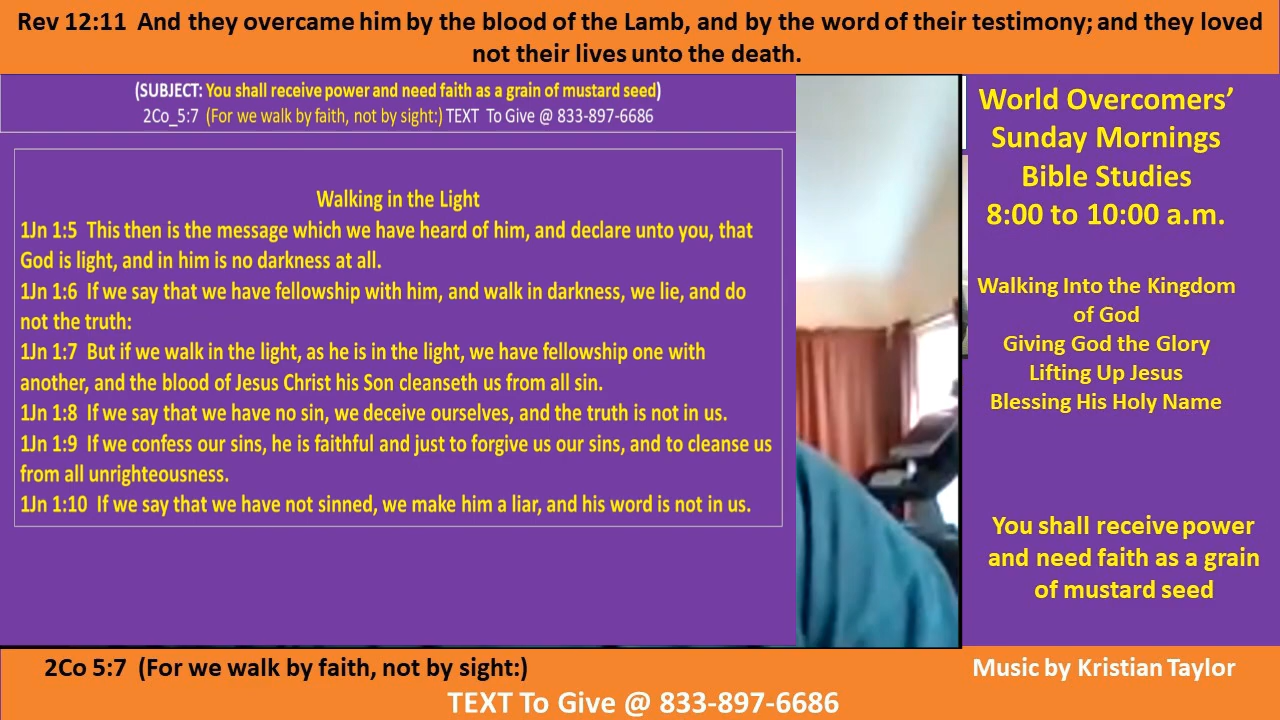 Rev 12:11  And they overcame him by the blood of the Lamb, and by the word of their testimony; and they loved
not their lives unto the death.
(SUBJECT: You shall receive power and need faith as a grain of mustard seed)
2Co_5:7  (For we walk by faith, not by sight:) TEXT  To Give @ 833-897-6686
Walking in the Light
1Jn 1:5  This then is the message which we have heard of him, and declare unto you, that
God is light, and in him is no darkness at all.
1Jn 1:6  If we say that we have fellowship with him, and walk in darkness, we lie, and do
not the truth:
1Jn 1:7  But if we walk in the light, as he is in the light, we have fellowship one with
another, and the blood of Jesus Christ his Son cleanseth us from all sin.
1Jn 1:8  If we say that we have no sin, we deceive ourselves, and the truth is not in us.
1Jn 1:9  If we confess our sins, he is faithful and just to forgive us our sins, and to cleanse us
from all unrighteousness.
1Jn 1:10  If we say that we have not sinned, we make him a liar, and his word is not in us.
World Overcomers’
Sunday Mornings
Bible Studies
8:00 to 10:00 a.m.
Walking Into the Kingdom
of God
Giving God the Glory
Lifting Up Jesus
Blessing His Holy Name
You shall receive power
and need faith as a grain
of mustard seed
2Co 5:7  (For we walk by faith, not by sight:)
Music by Kristian Taylor
TEXT To Give @ 833-897-6686